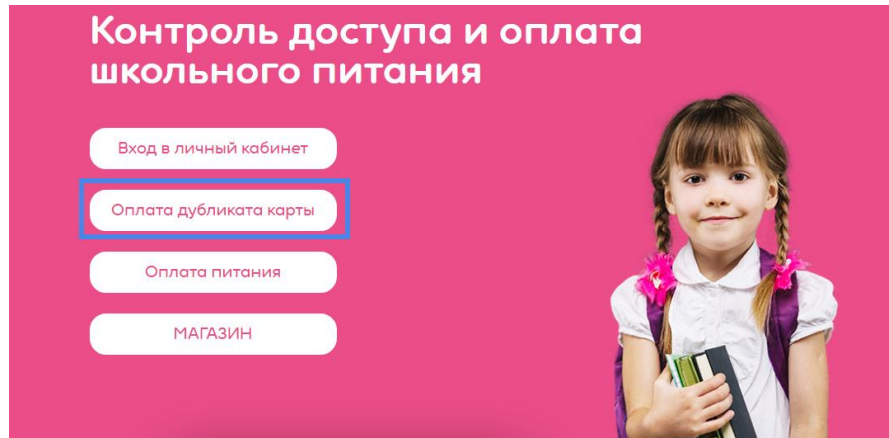 Контроль доступа и оплата
школьного питания
Вход в личный кабинет
Оплата дубликата карты
Оплата питания
МАГАЗИН